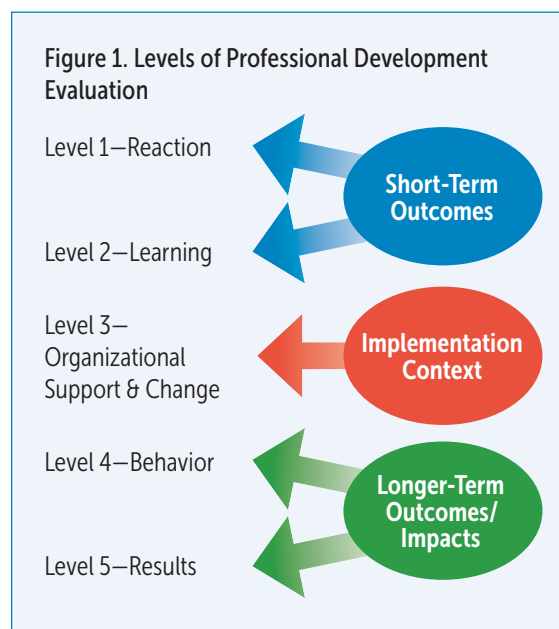 Figure 1. Levels of Professional Development
Evaluation
Level 1—Reaction
Short-Term
Outcomes
Level 2—Learning
Level 3—
Organizational
Support & Change
Implementation
Context
Level 4—Behavior
Longer-Term
Outcomes/
Impacts
Level 5—Results